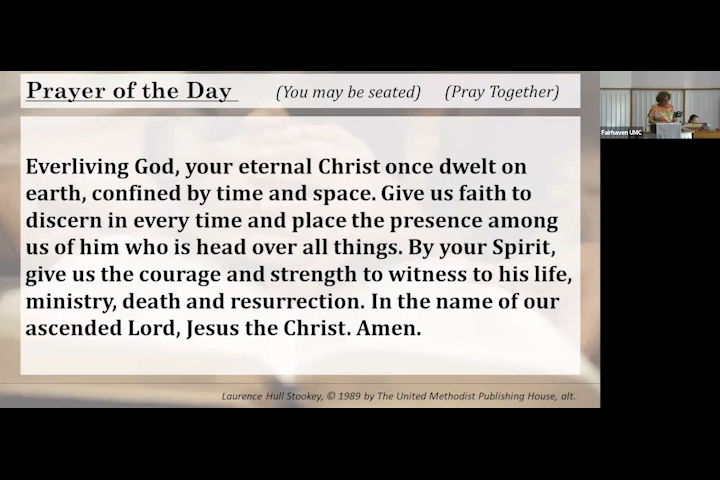 Prayer of the Day (You may be seated) (Pray Together)
Everliving God, your eternal Christ once dwelt on
earth, confined by time and space. Give us faith to
discern in every time and place the presence among
us of him who is head over all things. By your Spirit,
give us the courage and strength to witness to his life,
ministry, death and resurrection. In the name of our
ascended Lord, Jesus the Christ. Amen.
Laurence Hull Stookey, © 1989 by The United Methodist Publishing House, alt.
Fairhaven UMC